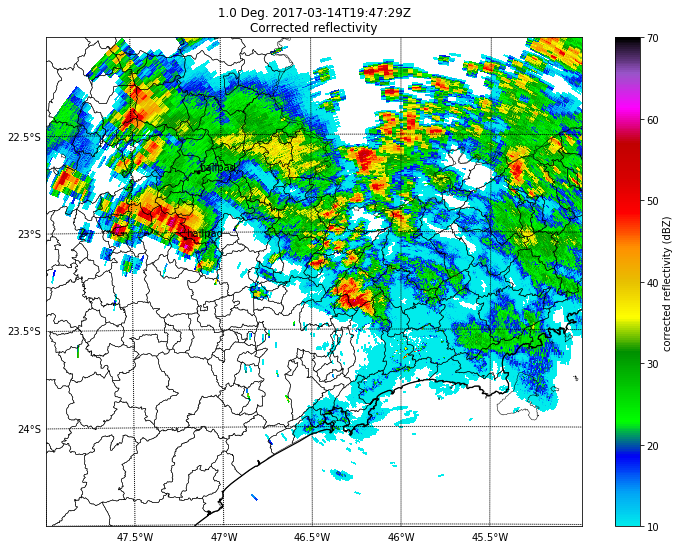 1.0 Deg. 2017-03-14T19:47:29Z
Corrected reflectivity
70
60
50
40
30
20
10
corrected reflectivity (dBZ)
22.5°S
23°S
23.5°S
24°S
47.5°W
47°W
46.5°W
46°W
45.5°W